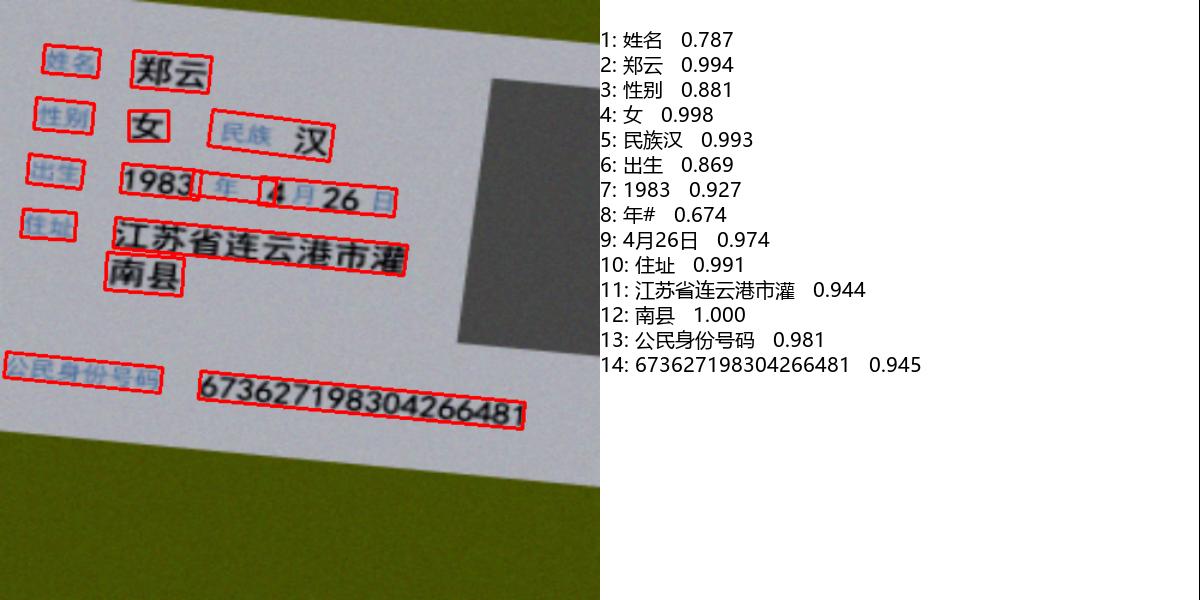 姓名 郑云
性别 女 民族 汉
出生 1983 年 4 月 26 日
住址 江苏省连云港市灌
南县
公民身份号码 673627198304266481
1: 姓名 0.787
2: 郑云 0.994
3: 性别 0.881
4: 女 0.998
5: 民族汉 0.993
6: 出生 0.869
7: 1983 0.927
8: 年# 0.674
9: 4月26日 0.974
10: 住址 0.991
11: 江苏省连云港市灌 0.944
12: 南县 1.000
13: 公民身份号码 0.981
14: 673627198304266481 0.945